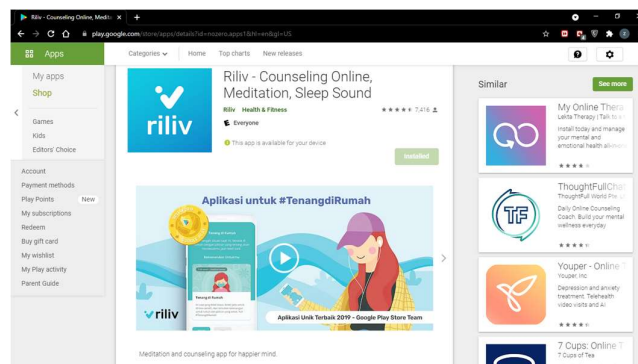 Riliv - Counseling Online, Medita
play.google.com/store/apps/details?id=nozero.apps1&hl=en&gl=US
Apps
Categories
Home
Top charts
New releases
My apps
Shop
Games
Kids
Editors' Choice
Account
Payment methods
Play Points
New
My subscriptions
Redeem
Buy gift card
My wishlist
My Play activity
Parent Guide
riliv
Riliv - Counseling Online,
Meditation, Sleep Sound
Riliv Health & Fitness
7,416
Everyone
This app is available for your device
Installed
Aplikasi untuk #TenangdiRumah
riliv
Aplikasi Unik Terbaik 2019 - Google Play Store Team
Meditation and counseling app for happier mind.
Similar
See more
My Online Thera
Lekita Therapy | Talk to
Install today and manage
your mental and
emotional health
TF
ThoughtFullChat
ThoughtFull World Pte
Daily Online Counseling
Coach. Build your mental
wellness everyday
Youper - Online T
Youper, Inc
Depression and anxiety
treatment. Telehealth
video visits and AI
7 Cups: Online T
7 Cups of Tea